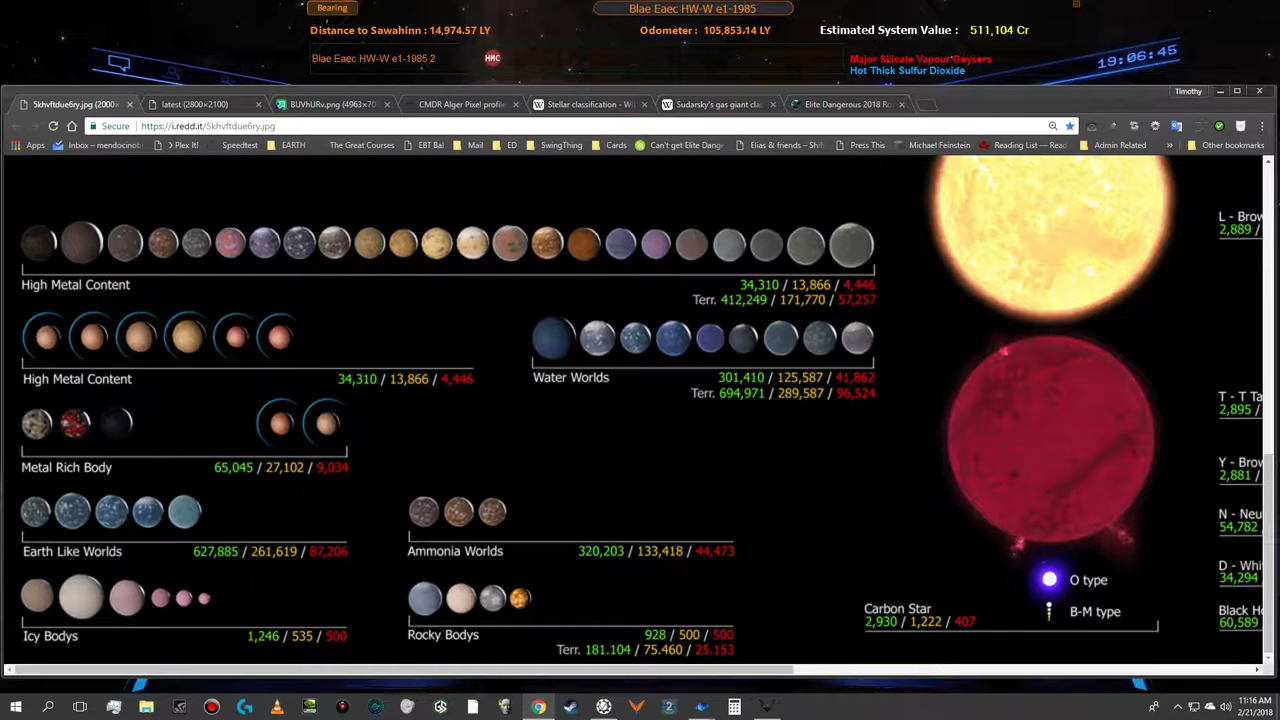 Bearing
Blae Eaec HW-W e1-1985
Distance to Sawahinn : 14,974.57 LY
Odometer : 105,853.14 LY
Estimated System Value : 511,104 Cr
Blae Eaec HW-W e1-1985 2
HMC
Major Silicate Vapour Geysers
Hot Thick Sulfur Dioxide
19:06:45
Timothy
5khvftdue6ry.jpg (2000×
latest (2800×2100)
8UVhURv.png (4963×70
CMDR Alger Pixel profile
Stellar classification - Wi
Sudarsky's gas giant cla
Elite Dangerous 2018 Ro
Secure
https://i.redd.it/5khvftdue6ry.jpg
Apps
Inbox – mendocinob
Plex It!
Speedtest
EARTH
The Great Courses
EBT Bal
Mail
ED
SwingThing
Cards
Can't get Elite Dang
Elias & friends – Shift
Press This
Michael Feinstein
Reading List — Read
Admin Related
»
Other bookmarks
L - Brow
2,889
High Metal Content
34,310 / 13,866 / 4,446
Terr. 412,249 / 171,770 / 57,257
High Metal Content
34,310 / 13,866 / 4,446
Water Worlds
301,410 / 125,587 / 41,862
Terr. 694,971 / 289,587 / 96,524
T - T Ta
2,895
Metal Rich Body
65,045 / 27,102 / 9,034
Y - Brow
2,881
N - Neu
54,782
Earth Like Worlds
627,885 / 261,619 / 87,206
Ammonia Worlds
320,203 / 133,418 / 44,473
D - Whi
34,294
O type
B-M type
Carbon Star
2,930 / 1,222 / 407
Black Ho
60,589
Icy Bodys
1,246 / 535 / 500
Rocky Bodys
928 / 500 / 500
Terr. 181.104 / 75.460 / 25.153
11:16 AM
2/21/2018